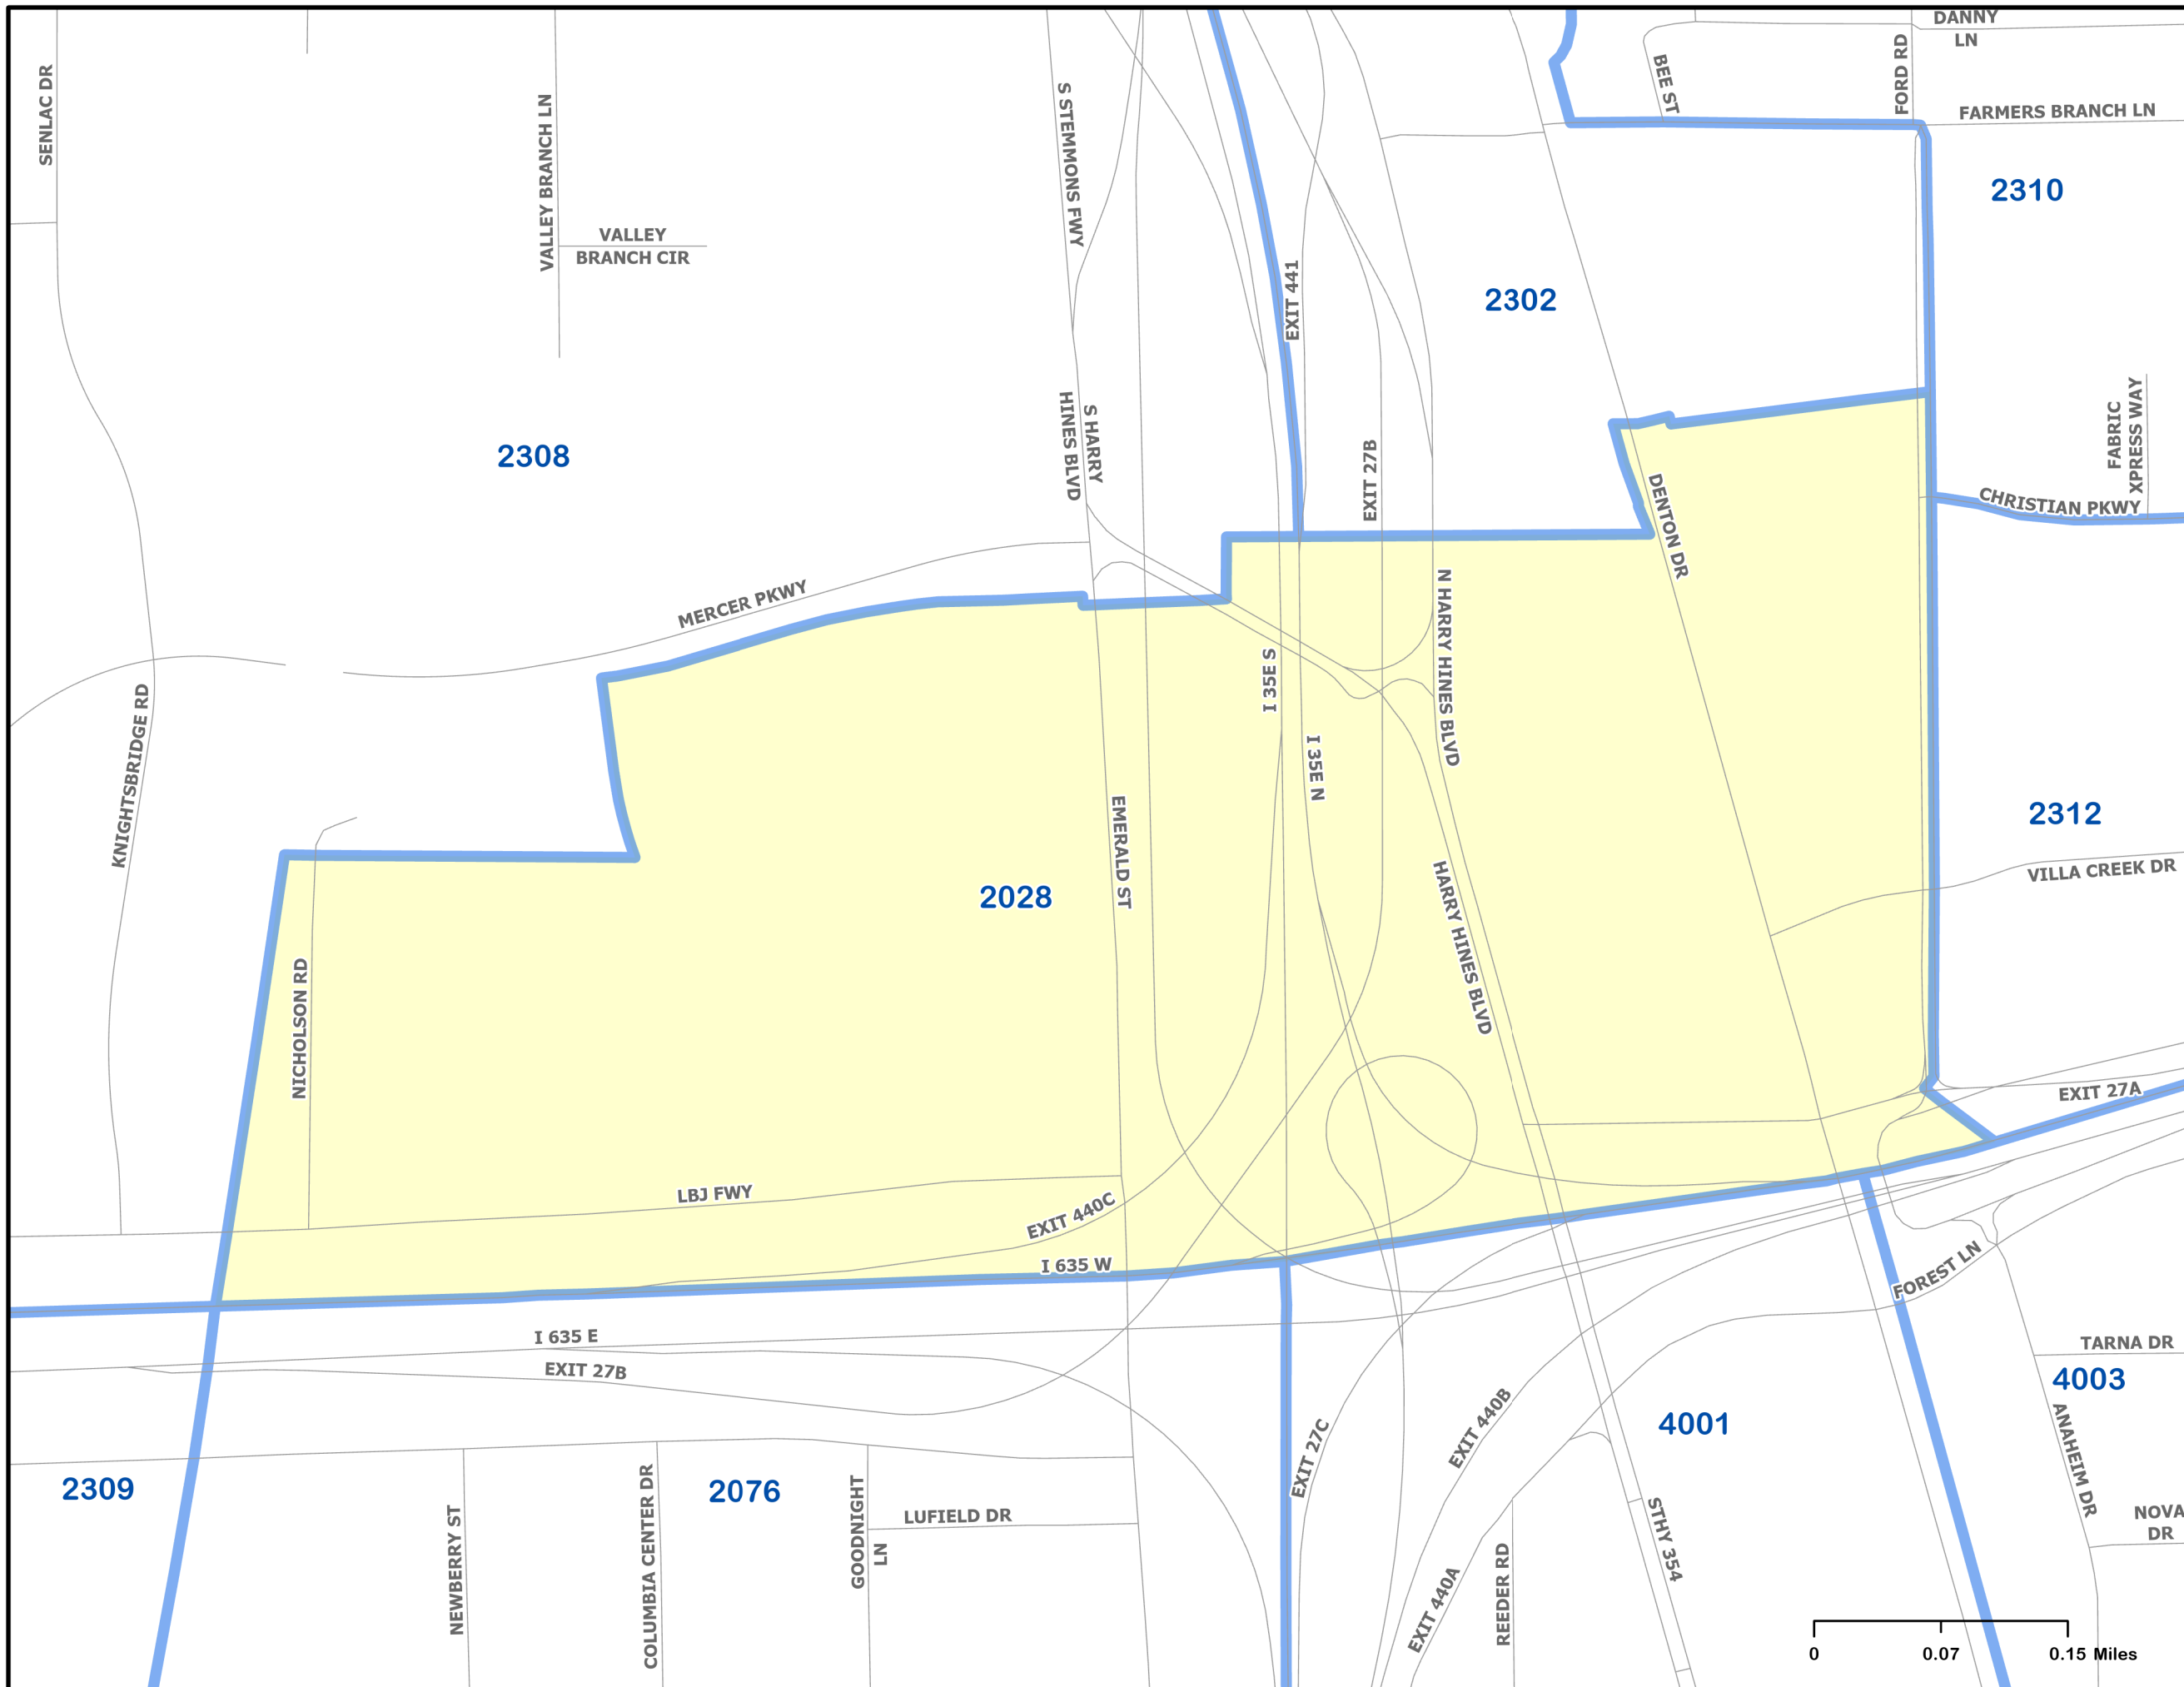 DANNY
LN
SENLAC DR
VALLEY BRANCH LN
S STEMMONS FWY
BEE ST
FORD RD
FARMERS BRANCH LN
2310
VALLEY
BRANCH CIR
EXIT 441
2302
2308
S HARRY
HINES BLVD
EXIT 27B
FABRIC
XPRESS WAY
CHRISTIAN PKWY
DENTON DR
MERCER PKWY
N HARRY HINES BLVD
I 35E S
I 35E N
KNIGHTSBRIDGE RD
EMERALD ST
2312
VILLA CREEK DR
2028
HARRY HINES BLVD
NICHOLSON RD
EXIT 27A
LBJ FWY
EXIT 440C
I 635 W
FOREST LN
I 635 E
EXIT 27B
TARNA DR
4003
EXIT 27C
EXIT 440B
4001
ANAHEIM DR
2309
2076
NEWBERRY ST
COLUMBIA CENTER DR
GOODNIGHT
LN
LUFIELD DR
STHY 354
NOVA
DR
EXIT 440A
REEDER RD
0 0.07 0.15 Miles